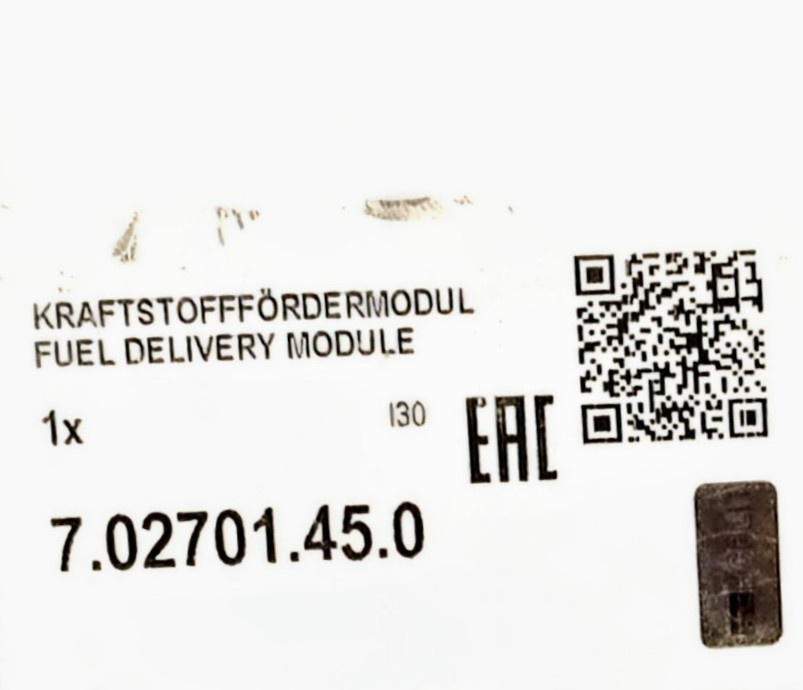 KRAFTSTOFFFÖRDERMODUL
FUEL DELIVERY MODULE
1x
I30
EAC
7.02701.45.0